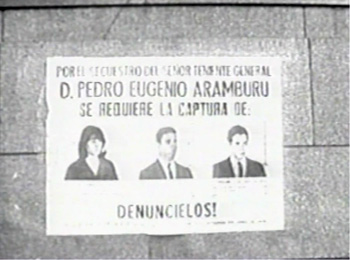 POR EL SECUESTRO DEL SEÑOR TENIENTE GENERAL
D. PEDRO EUGENIO ARAMBURU
SE REQUIERE LA CAPTURA DE:
DENUNCIELOS!